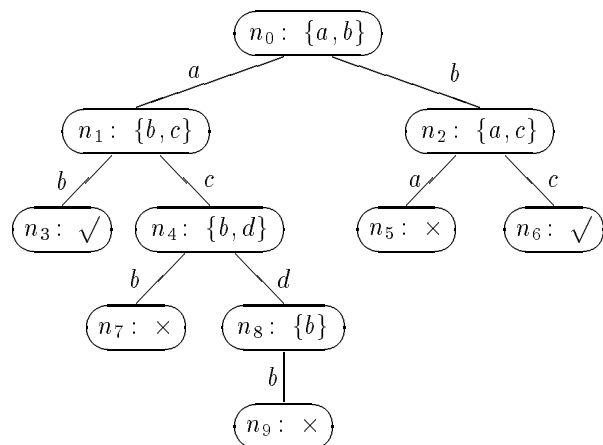 n₀: {a, b}
a b
n₁: {b, c} n₂: {a, c}
b c a c
n₃: √ n₄: {b, d} n₅: × n₆: √
b d
n₇: × n₈: {b}
b
n₉: ×